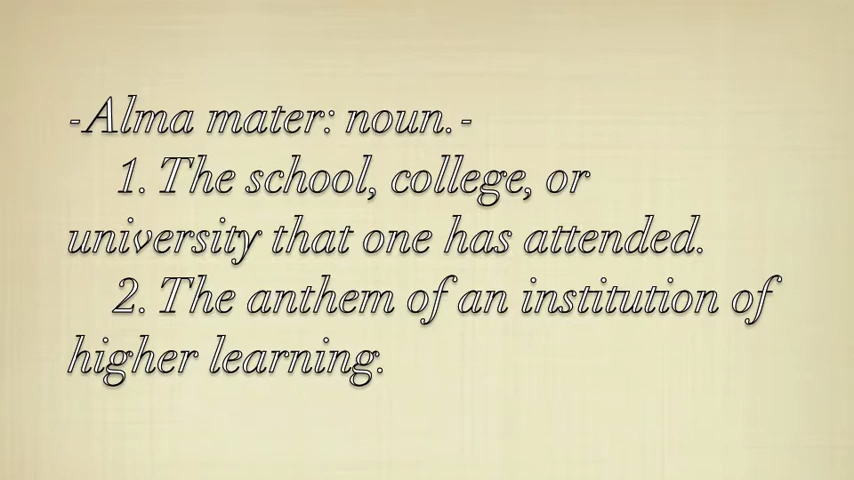 -Alma mater: noun.-
1. The school, college, or
university that one has attended.
2. The anthem of an institution of
higher learning.